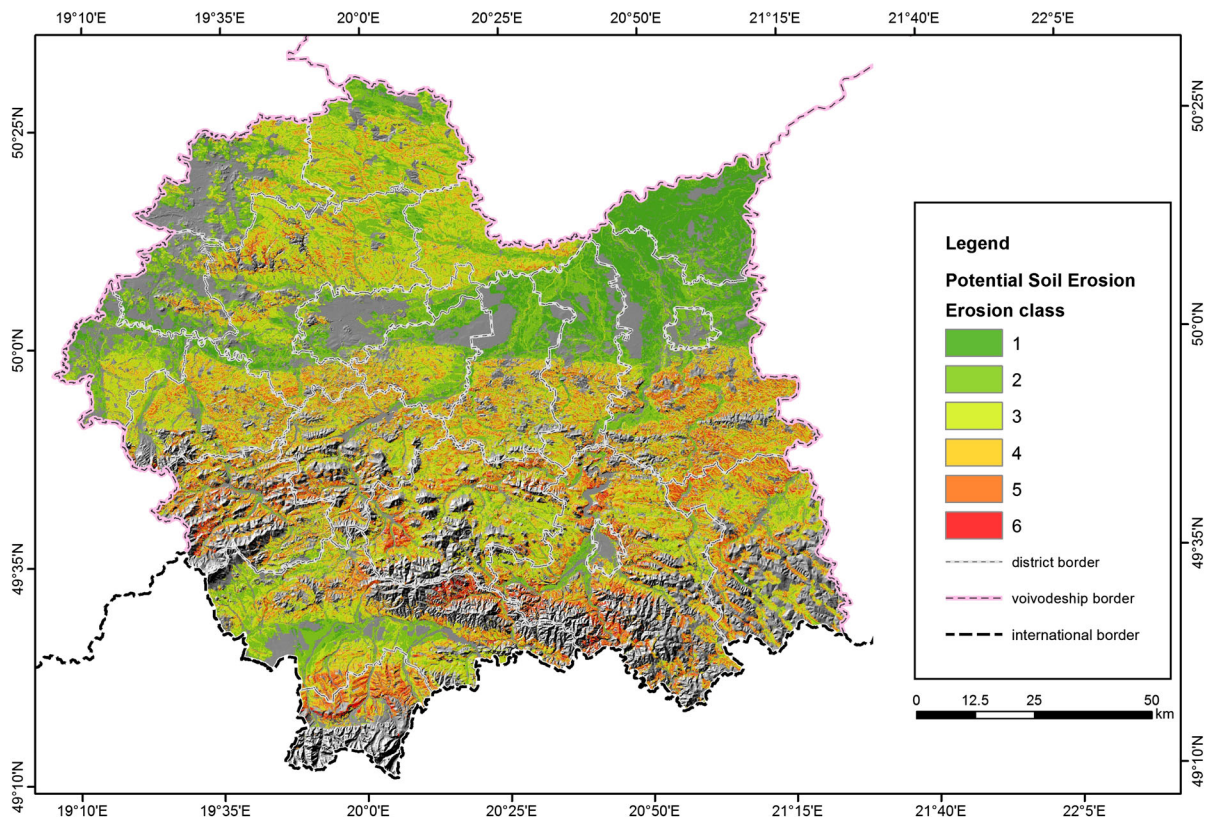 19°10'E 19°35'E 20°0'E 20°25'E 20°50'E 21°15'E 21°40'E 22°5'E
50°25'N
50°25'N
50°0'N
50°0'N
49°35'N
49°35'N
49°10'N
49°10'N
Legend
Potential Soil Erosion
Erosion class
1
2
3
4
5
6
district border
voivodeship border
international border
0 12.5 25 50
km
19°10'E 19°35'E 20°0'E 20°25'E 20°50'E 21°15'E 21°40'E 22°5'E